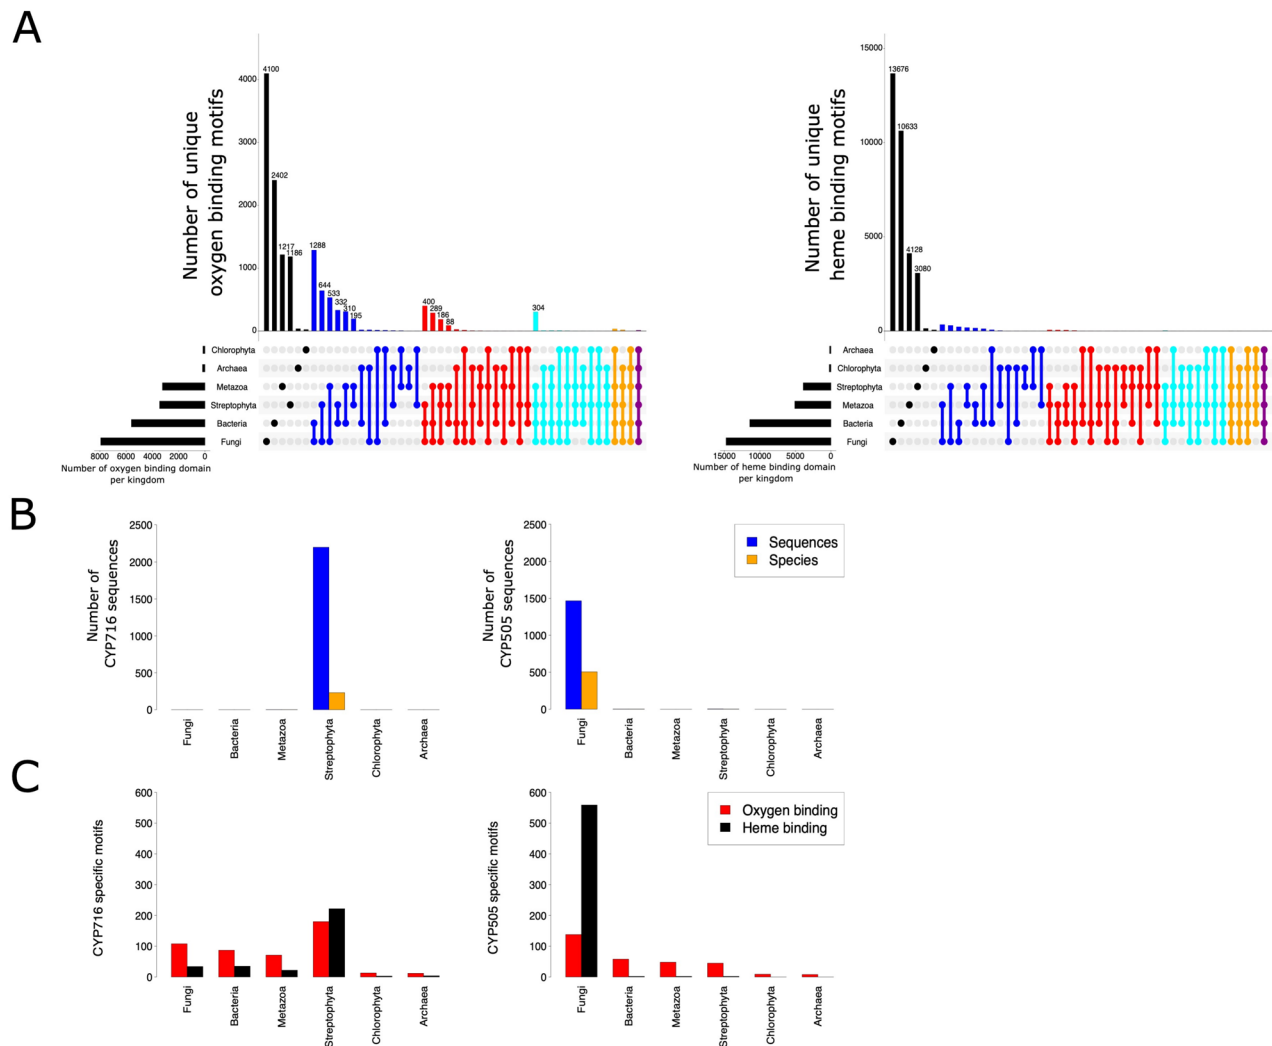 A
Number of unique
oxygen binding motifs
4000
3000
2000
1000
0
4100
2402
1217
1186
1288
644
533
332
310
195
400
289
186
88
304
Chlorophyta
Archaea
Metazoa
Streptophyta
Bacteria
Fungi
8000 6000 4000 2000 0
Number of oxygen binding domain
per kingdom
Number of unique
heme binding motifs
15000
10000
5000
0
13676
10633
4128
3080
Archaea
Chlorophyta
Streptophyta
Metazoa
Bacteria
Fungi
15000 10000 5000 0
Number of heme binding domain
per kingdom
B
Number of
CYP716 sequences
2500
2000
1500
1000
500
0
Fungi
Bacteria
Metazoa
Streptophyta
Chlorophyta
Archaea
Number of
CYP505 sequences
2500
2000
1500
1000
500
0
Fungi
Bacteria
Metazoa
Streptophyta
Chlorophyta
Archaea
Sequences
Species
C
CYP716 specific motifs
600
500
400
300
200
100
0
Fungi
Bacteria
Metazoa
Streptophyta
Chlorophyta
Archaea
CYP505 specific motifs
600
500
400
300
200
100
0
Fungi
Bacteria
Metazoa
Streptophyta
Chlorophyta
Archaea
Oxygen binding
Heme binding